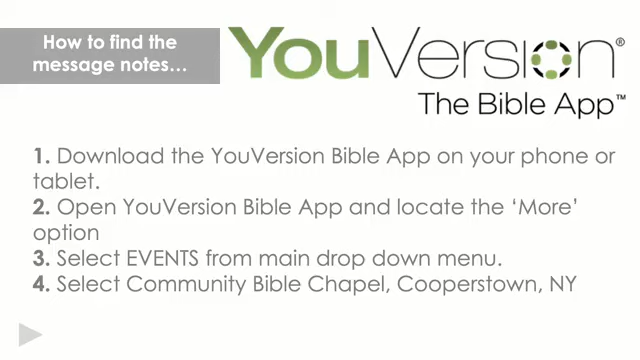 How to find the
message notes…
YouVersion®
The Bible App™
1. Download the YouVersion Bible App on your phone or
tablet.
2. Open YouVersion Bible App and locate the ‘More’
option
3. Select EVENTS from main drop down menu.
4. Select Community Bible Chapel, Cooperstown, NY